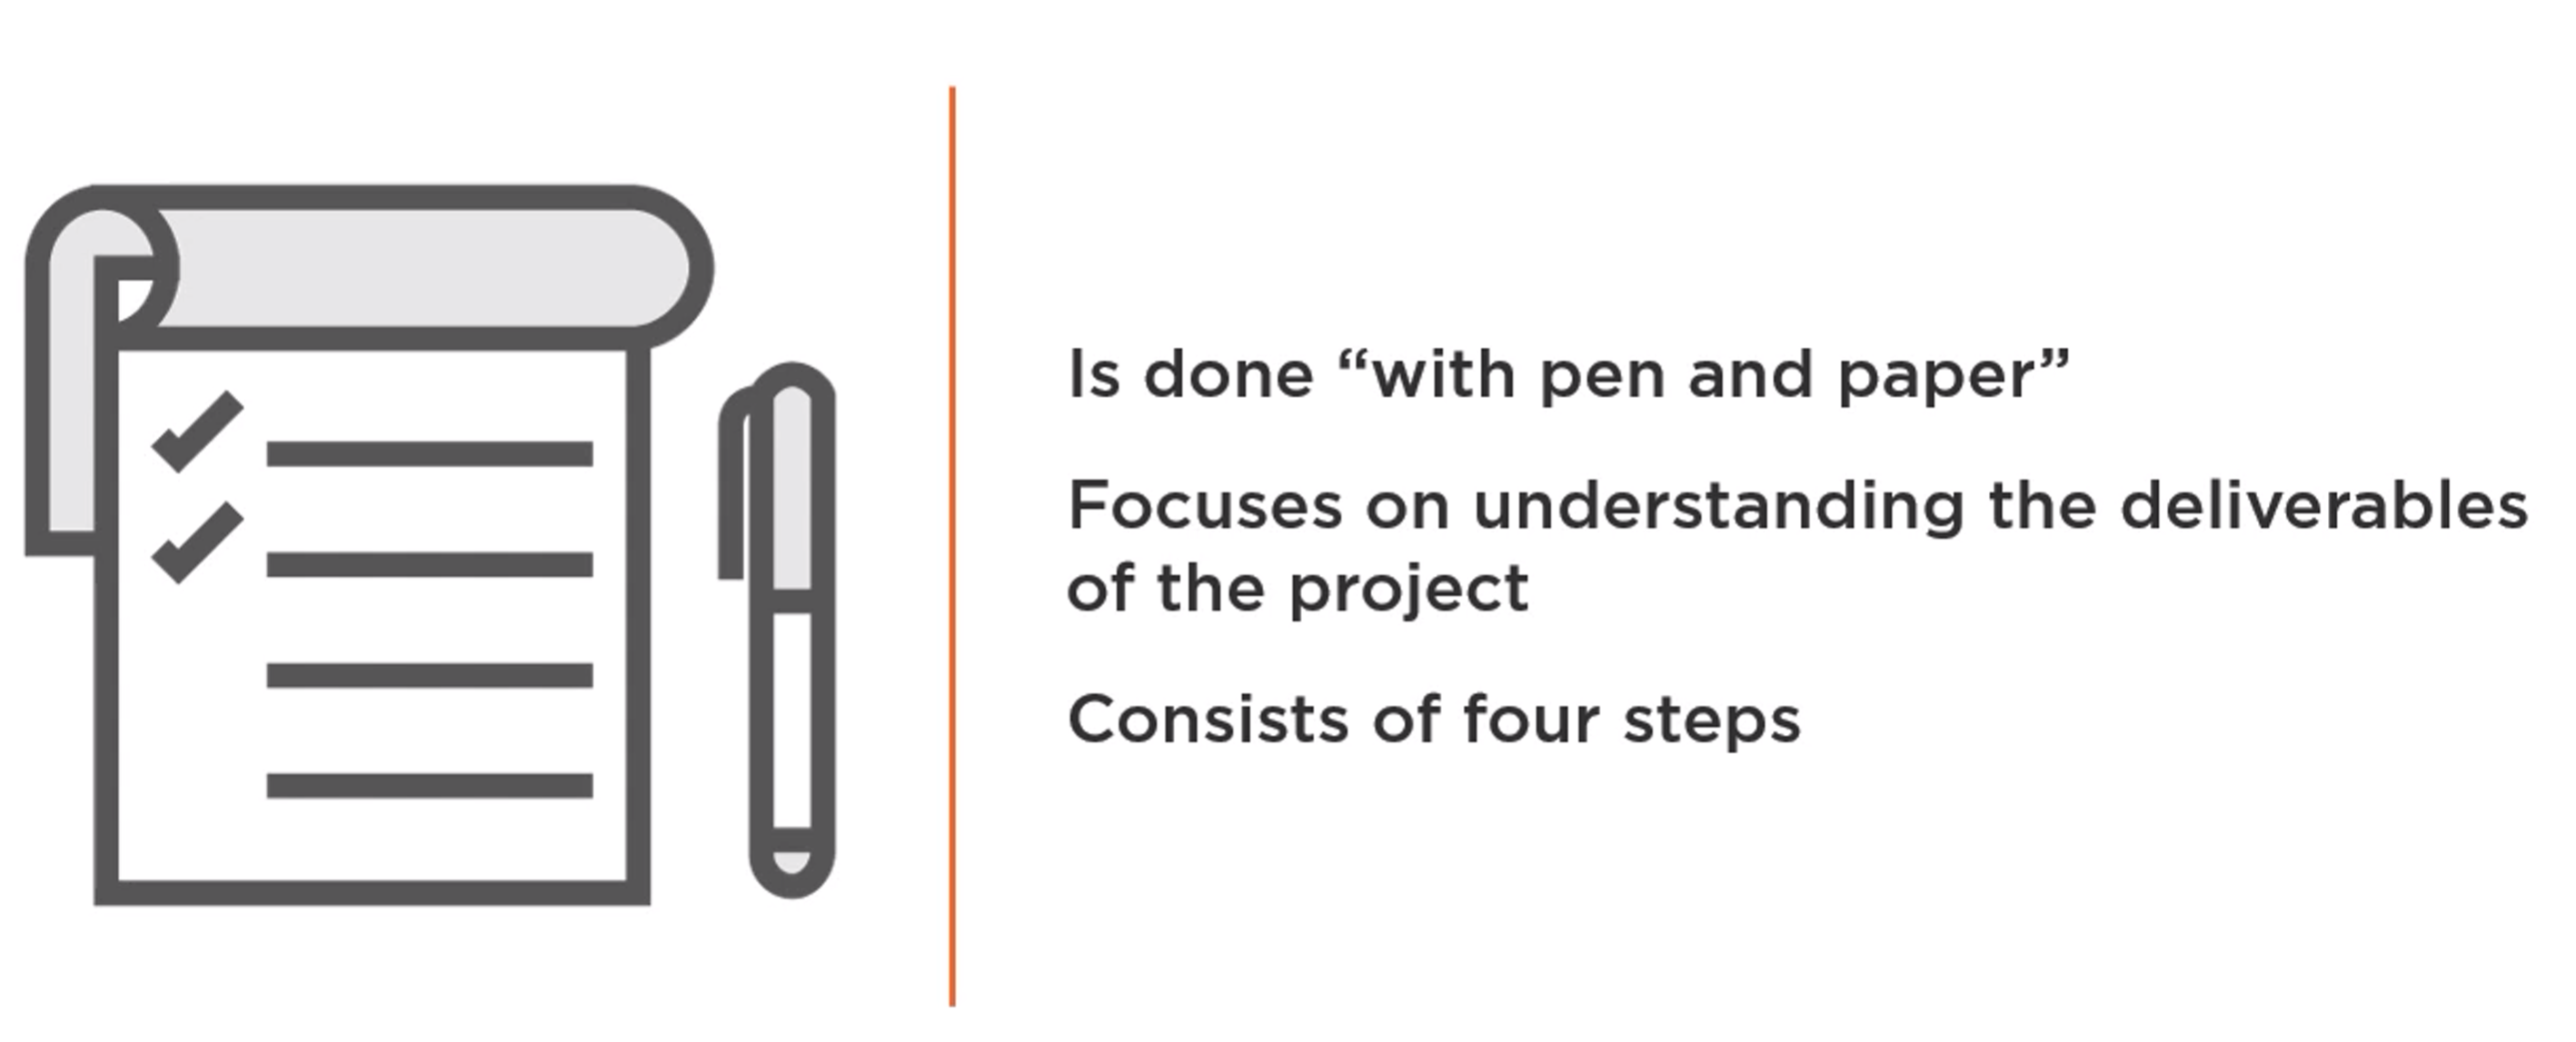 Is done “with pen and paper”
Focuses on understanding the deliverables
of the project
Consists of four steps